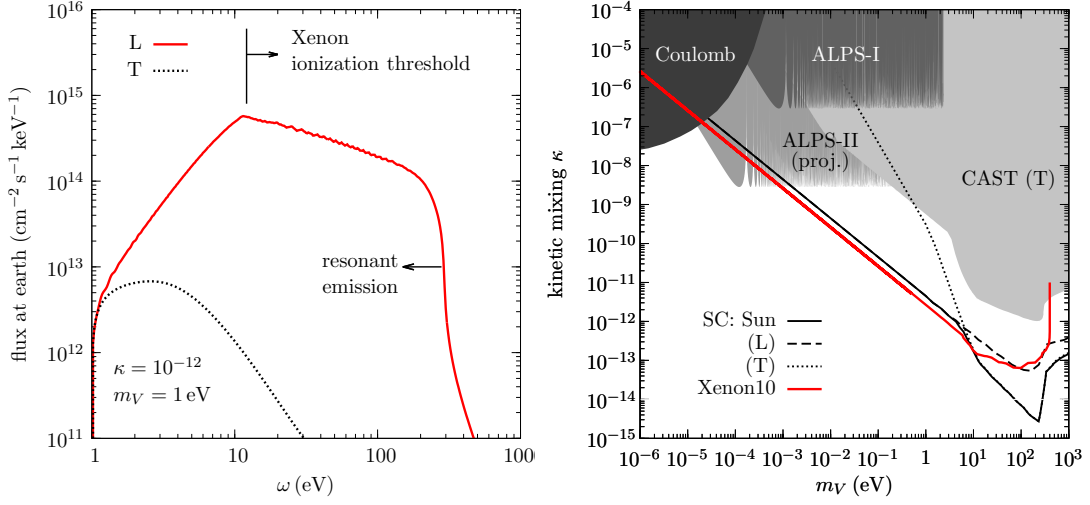 10^16
10^15
10^14
10^13
10^12
10^11
flux at earth (cm^−2 s^−1 keV^−1)
L
T
Xenon
ionization threshold
resonant
emission
κ = 10^−12
m_V = 1 eV
1
10
100
100
ω (eV)
10^−4
10^−5
10^−6
10^−7
10^−8
10^−9
10^−10
10^−11
10^−12
10^−13
10^−14
10^−15
kinetic mixing κ
Coulomb
ALPS-I
ALPS-II
(proj.)
CAST (T)
SC: Sun
(L)
(T)
Xenon10
10^−6
10^−5
10^−4
10^−3
10^−2
10^−1
1
10^1
10^2
10^3
m_V (eV)